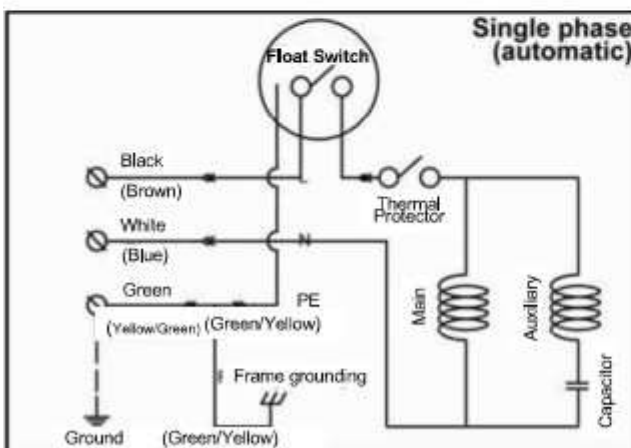 Single phase
(automatic)
Float Switch
Black
(Brown)
L
Thermal
Protector
White
(Blue)
N
Green
(Yellow/Green)
PE
(Green/Yellow)
Main
Auxiliary
Capacitor
Frame grounding
Ground
(Green/Yellow)